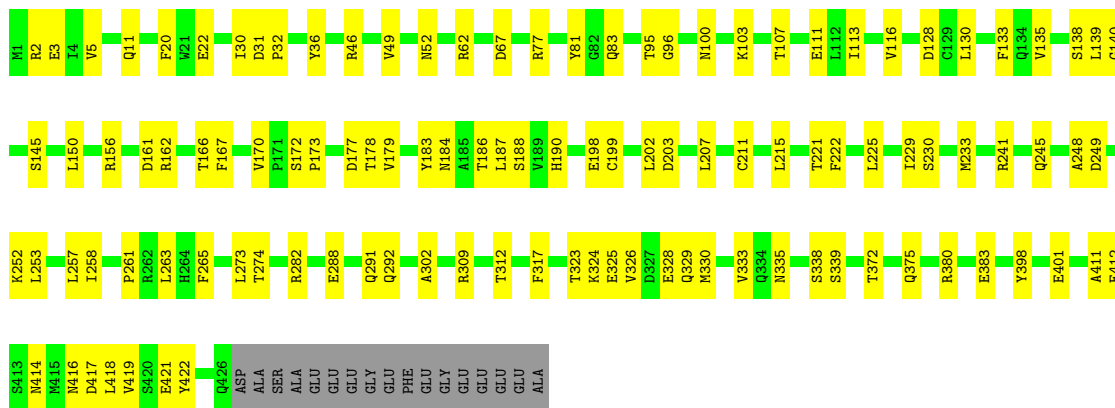 M1 R2 E3 I4 V5 Q11 F20 W21 E22 I30 D31 P32 Y36 R46 V49 N52 R62 D67 R77 Y81 G82 Q83 T95 G96 N100 K103 T107 E111 L112 I113 V116 D128 C129 L130 F133 Q134 V135 S138 L139
S145 L150 R156 D161 R162 T166 F167 V170 P171 S172 P173 D177 T178 V179 Y183 N184 A185 T186 L187 S188 V189 H190 E198 C199 L202 D203 L207 C211 L215 T221 F222 L225 I229 S230 M233 R241 Q245 A248 D249
K252 L253 L257 I258 P261 R262 L263 H264 F265 L273 T274 R282 E288 Q291 Q292 A302 R309 T312 F317 T323 K324 E325 V326 D327 E328 Q329 M330 V333 Q334 N335 S338 S339 T372 Q375 R380 E383 Y398 E401 A411
S413 N414 M415 N416 D417 L418 V419 S420 E421 Y422 Q426 ASP ALA SER ALA GLU GLU GLU GLY GLU GLU PHE GLU GLY GLU GLU GLU GLU ALA